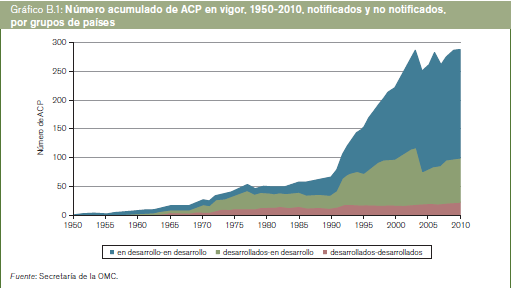 Gráfico B.1: Número acumulado de ACP en vigor, 1950-2010, notificados y no notificados,
por grupos de países
Número de ACP
300
250
200
150
100
50
0
1950 1955 1960 1965 1970 1975 1980 1985 1990 1995 2000 2005 2010
en desarrollo-en desarrollo desarrollados-en desarrollo desarrollados-desarrollados
Fuente: Secretaría de la OMC.